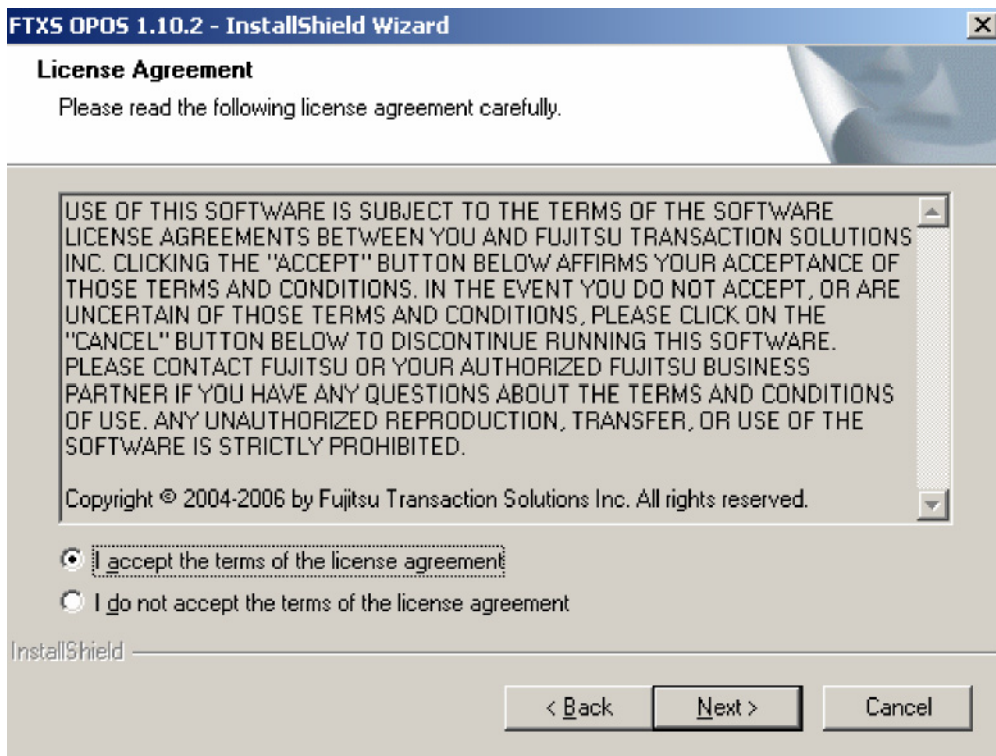 FTXS OPOS 1.10.2 - InstallShield Wizard
License Agreement
Please read the following license agreement carefully.
USE OF THIS SOFTWARE IS SUBJECT TO THE TERMS OF THE SOFTWARE
LICENSE AGREEMENTS BETWEEN YOU AND FUJITSU TRANSACTION SOLUTIONS
INC. CLICKING THE "ACCEPT" BUTTON BELOW AFFIRMS YOUR ACCEPTANCE OF
THOSE TERMS AND CONDITIONS. IN THE EVENT YOU DO NOT ACCEPT, OR ARE
UNCERTAIN OF THOSE TERMS AND CONDITIONS, PLEASE CLICK ON THE
"CANCEL" BUTTON BELOW TO DISCONTINUE RUNNING THIS SOFTWARE.
PLEASE CONTACT FUJITSU OR YOUR AUTHORIZED FUJITSU BUSINESS
PARTNER IF YOU HAVE ANY QUESTIONS ABOUT THE TERMS AND CONDITIONS
OF USE. ANY UNAUTHORIZED REPRODUCTION, TRANSFER, OR USE OF THE
SOFTWARE IS STRICTLY PROHIBITED.
Copyright © 2004-2006 by Fujitsu Transaction Solutions Inc. All rights reserved.
I accept the terms of the license agreement
I do not accept the terms of the license agreement
InstallShield
< Back Next > Cancel